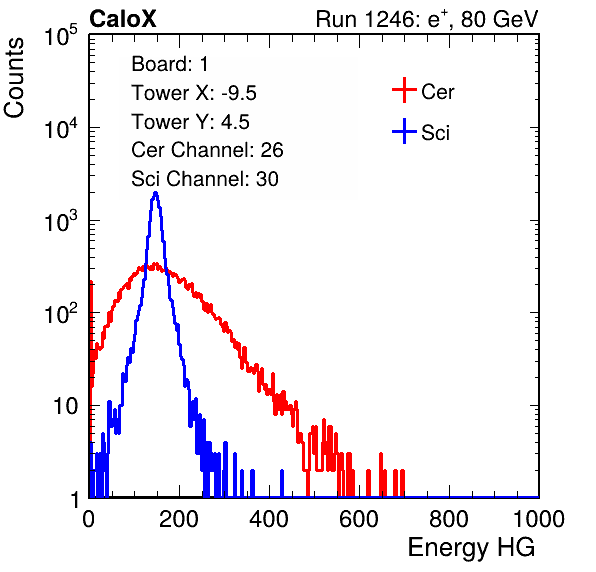 CaloX Run 1246: e⁺, 80 GeV
Counts
10⁵
10⁴
10³
10²
10
1
Board: 1
Tower X: -9.5
Tower Y: 4.5
Cer Channel: 26
Sci Channel: 30
Cer
Sci
0 200 400 600 800 1000
Energy HG